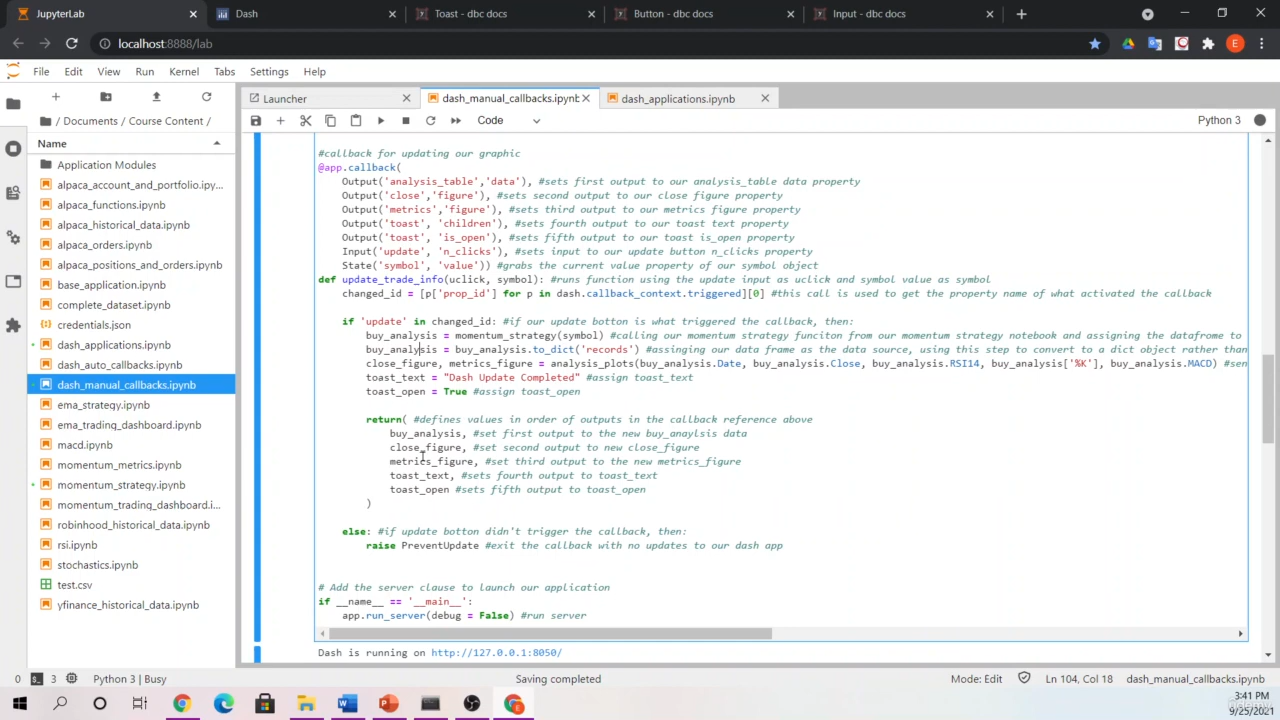 JupyterLab
Dash
Toast - dbc docs
Button - dbc docs
Input - dbc docs
localhost:8888/lab
E
File Edit View Run Kernel Tabs Settings Help
Launcher
dash_manual_callbacks.ipynb
dash_applications.ipynb
Code
Python 3
/ Documents / Course Content /
Name
Application Modules
alpaca_account_and_portfolio.ipy...
alpaca_functions.ipynb
alpaca_historical_data.ipynb
alpaca_orders.ipynb
alpaca_positions_and_orders.ipynb
base_application.ipynb
complete_dataset.ipynb
credentials.json
dash_applications.ipynb
dash_auto_callbacks.ipynb
dash_manual_callbacks.ipynb
ema_strategy.ipynb
ema_trading_dashboard.ipynb
macd.ipynb
momentum_metrics.ipynb
momentum_strategy.ipynb
momentum_trading_dashboard.i...
robinhood_historical_data.ipynb
rsi.ipynb
stochastics.ipynb
test.csv
yfinance_historical_data.ipynb
#callback for updating our graphic
@app.callback(
Output('analysis_table','data'), #sets first output to our analysis_table data property
Output('close','figure'), #sets second output to our close figure property
Output('metrics','figure'), #sets third output to our metrics figure property
Output('toast', 'children'), #sets fourth output to our toast text property
Output('toast', 'is_open'), #sets fifth output to our toast is_open property
Input('update', 'n_clicks'), #sets input to our update button n_clicks property
State('symbol', 'value')) #grabs the current value property of our symbol object
def update_trade_info(uclick, symbol): #runs function using the update input as uclick and symbol value as symbol
changed_id = [p['prop_id'] for p in dash.callback_context.triggered][0] #this call is used to get the property name of what activated the callback
if 'update' in changed_id: #if our update botton is what triggered the callback, then:
buy_analysis = momentum_strategy(symbol) #calling our momentum strategy funciton from our momentum strategy notebook and assigning the dataframe to
buy_analysis = buy_analysis.to_dict('records') #assinging our data frame as the data source, using this step to convert to a dict object rather than
close_figure, metrics_figure = analysis_plots(buy_analysis.Date, buy_analysis.Close, buy_analysis.RSI14, buy_analysis['%K'], buy_analysis.MACD) #sen
toast_text = "Dash Update Completed" #assign toast_text
toast_open = True #assign toast_open
return( #defines values in order of outputs in the callback reference above
buy_analysis, #set first output to the new buy_anaylsis data
close_figure, #set second output to new close_figure
metrics_figure, #set third output to the new metrics_figure
toast_text, #sets fourth output to toast_text
toast_open #sets fifth output to toast_open
)
else: #if update botton didn't trigger the callback, then:
raise PreventUpdate #exit the callback with no updates to our dash app
# Add the server clause to launch our application
if __name__ == '__main__':
app.run_server(debug = False) #run server
Dash is running on http://127.0.0.1:8050/
0 3 Python 3 | Busy
Saving completed
Mode: Edit Ln 104, Col 18 dash_manual_callbacks.ipynb
3:41 PM
9/25/2021